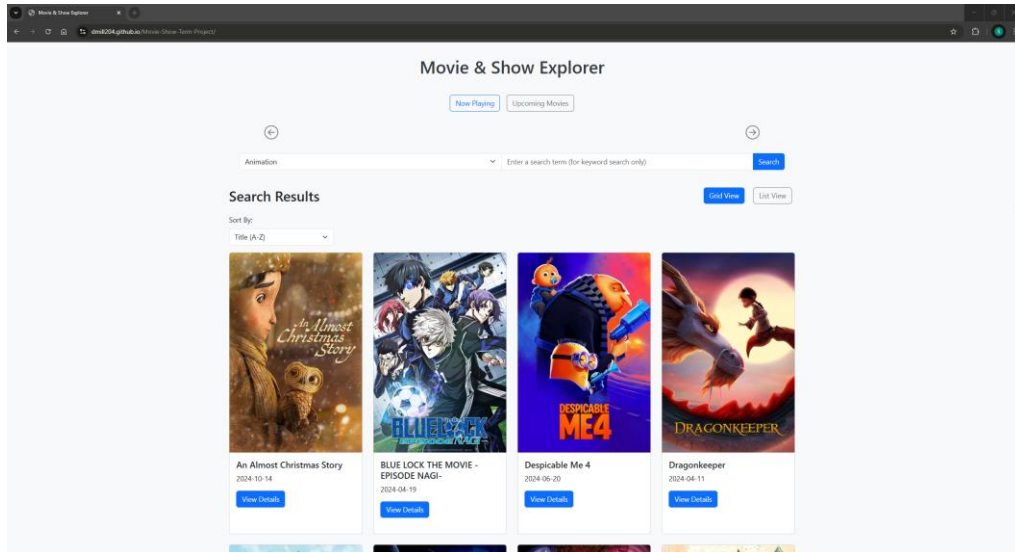 Movie & Show Explorer
dmill204.github.io/Movie-Show-Term-Project/
Movie & Show Explorer
Now Playing
Upcoming Movies
Animation
Enter a search term (for keyword search only)
Search
Search Results
Grid View
List View
Sort By:
Title (A-Z)
An Almost
Christmas
Story
BLUELOCK
EPISODE NAGI
DESPICABLE
ME4
DRAGONKEEPER
An Almost Christmas Story
2024-10-14
View Details
BLUE LOCK THE MOVIE -
EPISODE NAGI-
2024-04-19
View Details
Despicable Me 4
2024-06-20
View Details
Dragonkeeper
2024-04-11
View Details